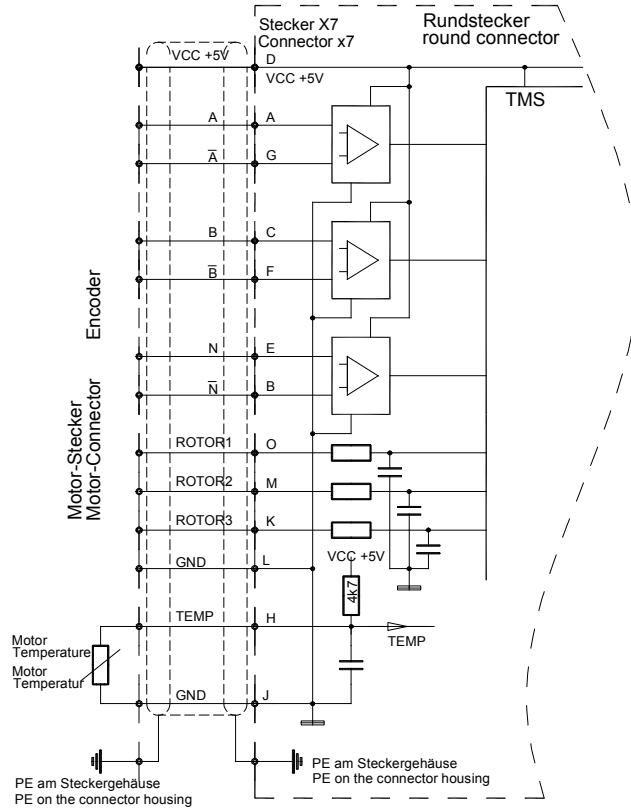 Stecker X7
Connector x7
Rundstecker
round connector
VCC +5V
D
VCC +5V
TMS
A
A
A̅
G
B
C
B̅
F
N
E
N̅
B
Encoder
Motor-Stecker
Motor-Connector
ROTOR1
O
ROTOR2
M
ROTOR3
K
GND
L
VCC +5V
4k7
TEMP
H
TEMP
Motor
Temperature
Motor
Temperatur
GND
J
PE am Steckergehäuse
PE on the connector housing
PE am Steckergehäuse
PE on the connector housing